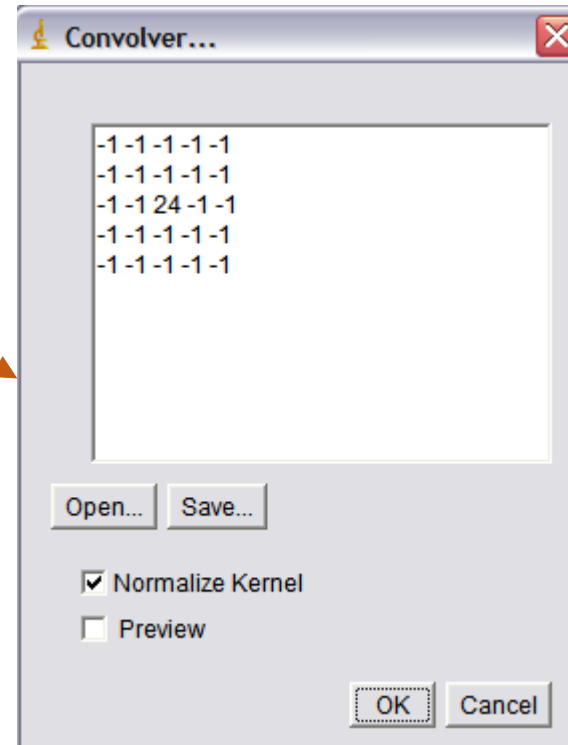 Convolver...
-1 -1 -1 -1 -1
-1 -1 -1 -1 -1
-1 -1 24 -1 -1
-1 -1 -1 -1 -1
-1 -1 -1 -1 -1
Open... Save...
Normalize Kernel
Preview
OK Cancel